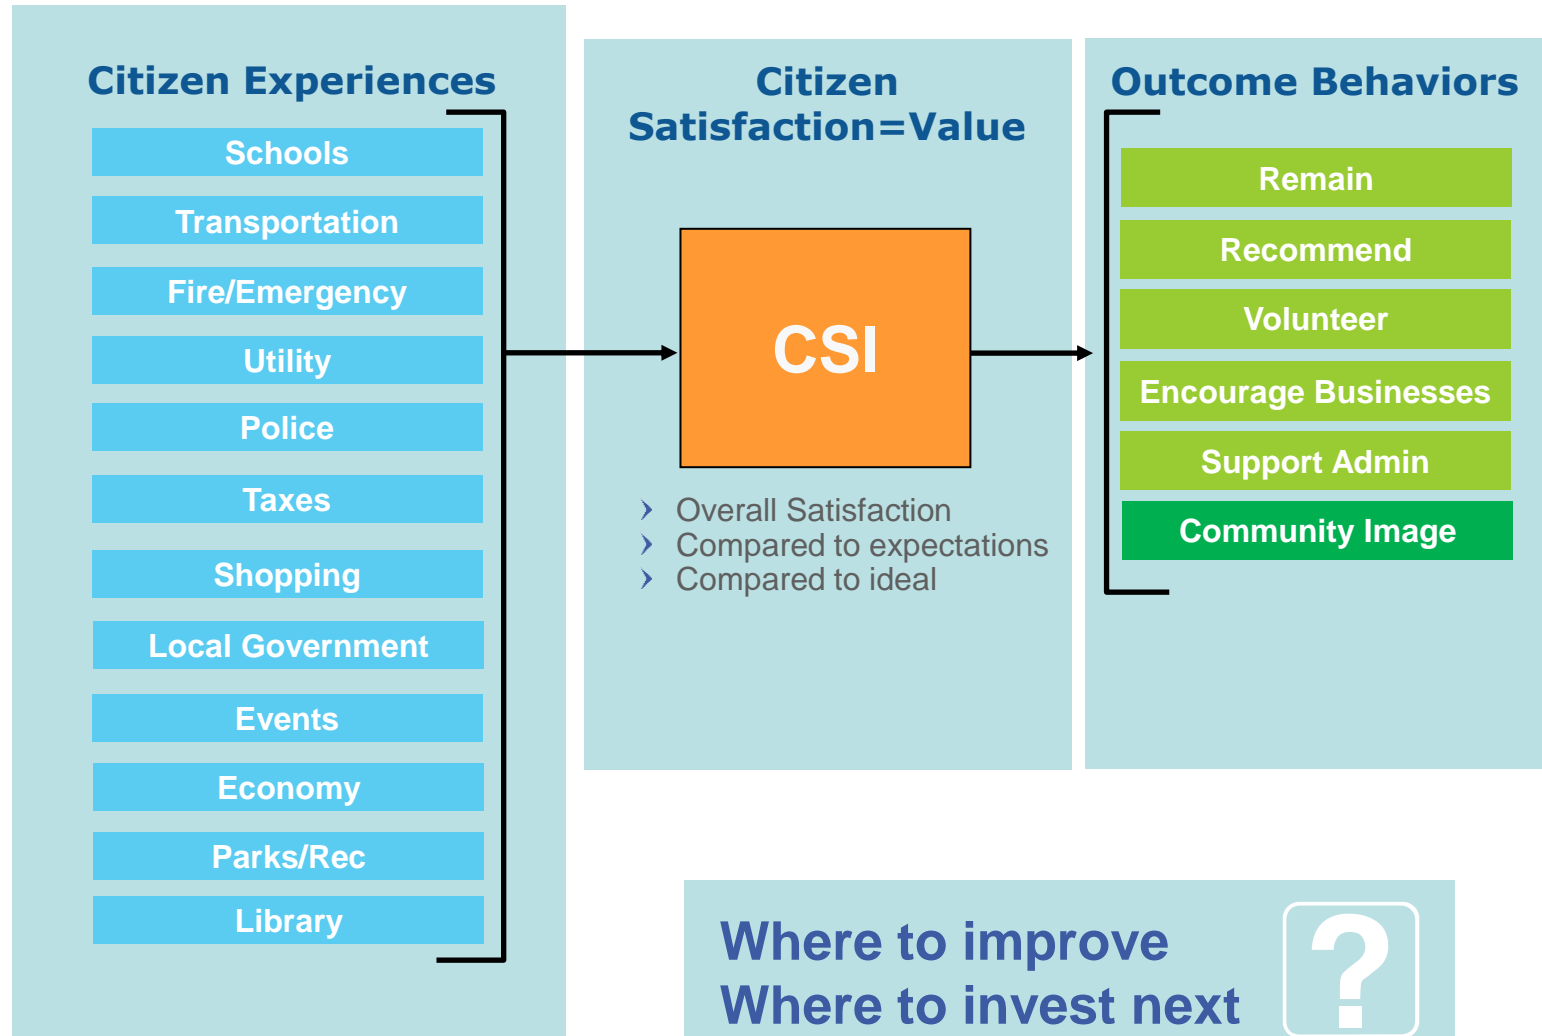 Citizen Experiences
Schools
Transportation
Fire/Emergency
Utility
Police
Taxes
Shopping
Local Government
Events
Economy
Parks/Rec
Library
Citizen
Satisfaction=Value
CSI
Overall Satisfaction
Compared to expectations
Compared to ideal
Outcome Behaviors
Remain
Recommend
Volunteer
Encourage Businesses
Support Admin
Community Image
Where to improve
Where to invest next
?